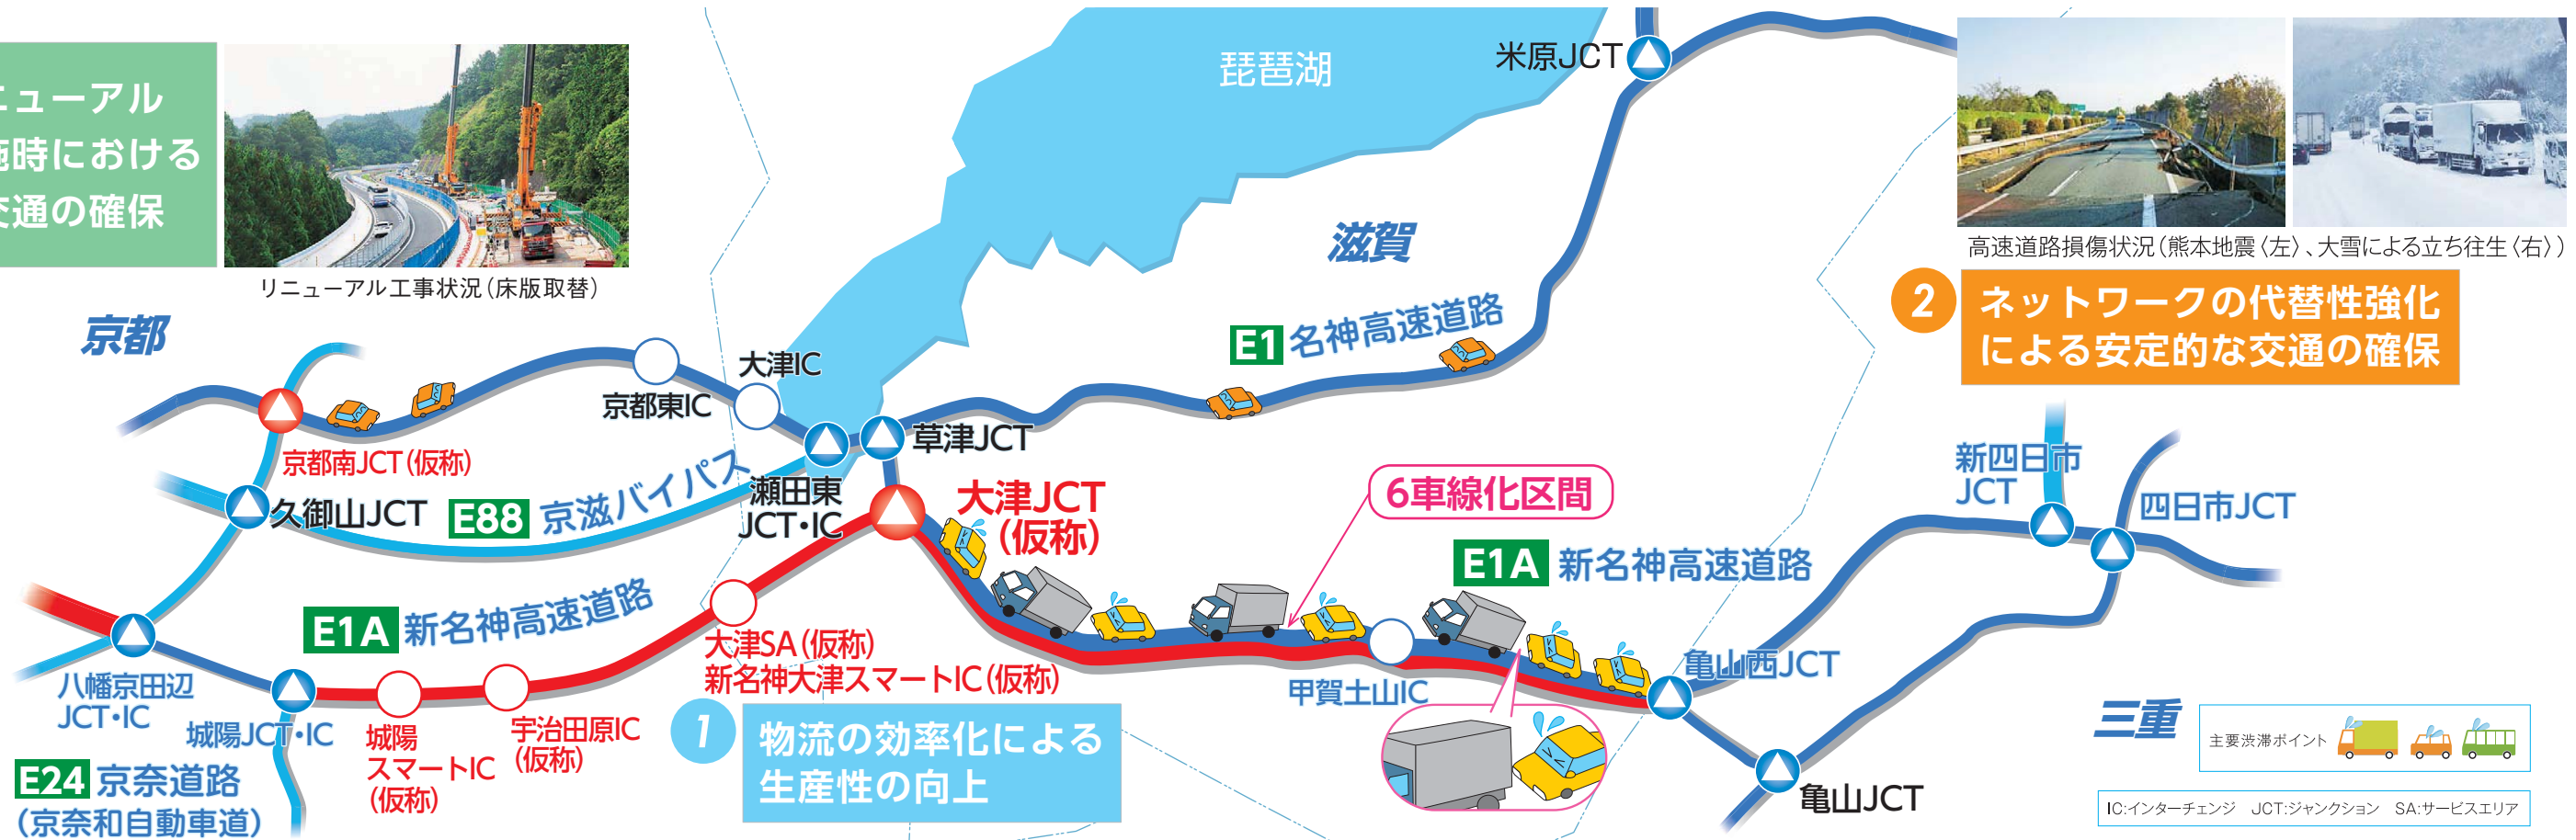 ニューアル
施時における
交通の確保
リニューアル工事状況（床版取替）
琵琶湖
米原JCT
高速道路損傷状況（熊本地震〈左〉、大雪による立ち往生〈右〉）
2
ネットワークの代替性強化
による安定的な交通の確保
滋賀
京都
E1 名神高速道路
大津IC
京都東IC
草津JCT
京都南JCT（仮称）
久御山JCT
E88 京滋バイパス
瀬田東
JCT・IC
大津JCT
（仮称）
6車線化区間
E1A 新名神高速道路
新四日市
JCT
四日市JCT
E1A 新名神高速道路
大津SA（仮称）
新名神大津スマートIC（仮称）
甲賀土山IC
亀山西JCT
八幡京田辺
JCT・IC
城陽JCT・IC
城陽
スマートIC
（仮称）
宇治田原IC
（仮称）
1
物流の効率化による
生産性の向上
E24 京奈道路
（京奈和自動車道）
亀山JCT
三重
主要渋滞ポイント
IC:インターチェンジ JCT:ジャンクション SA:サービスエリア